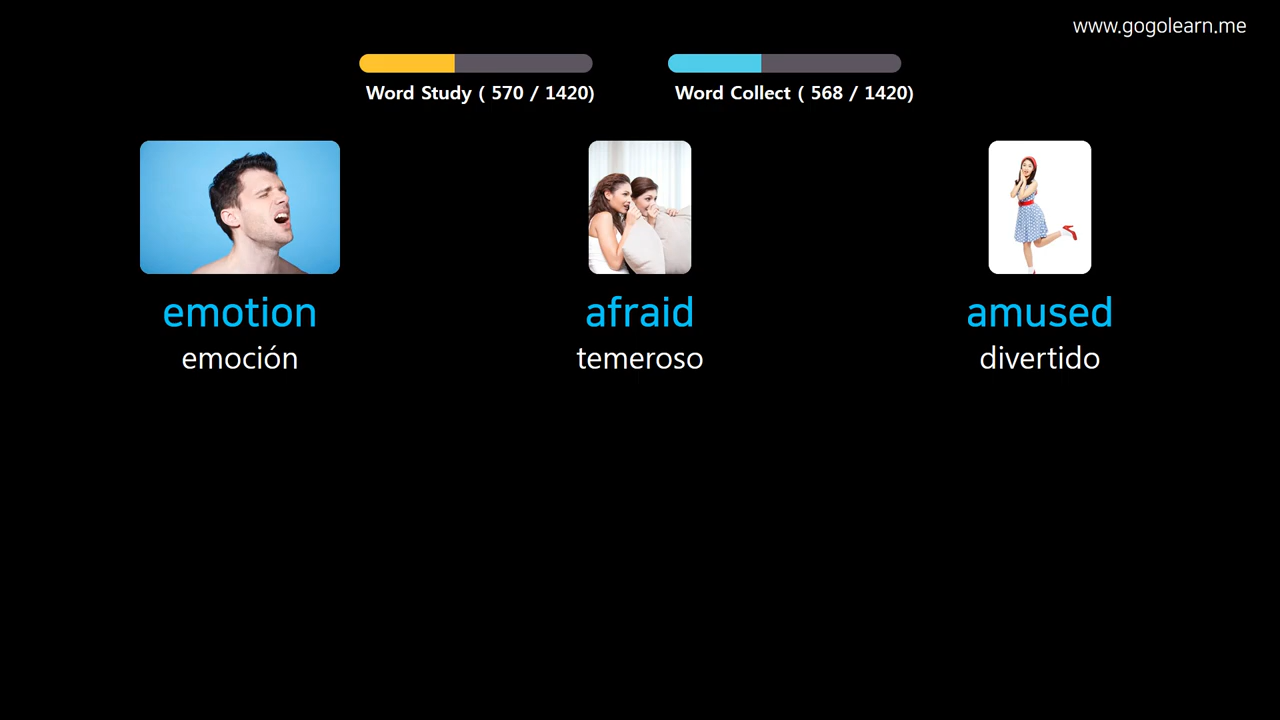 www.gogolearn.me
Word Study ( 570 / 1420)
Word Collect ( 568 / 1420)
emotion
afraid
amused
emoción
temeroso
divertido